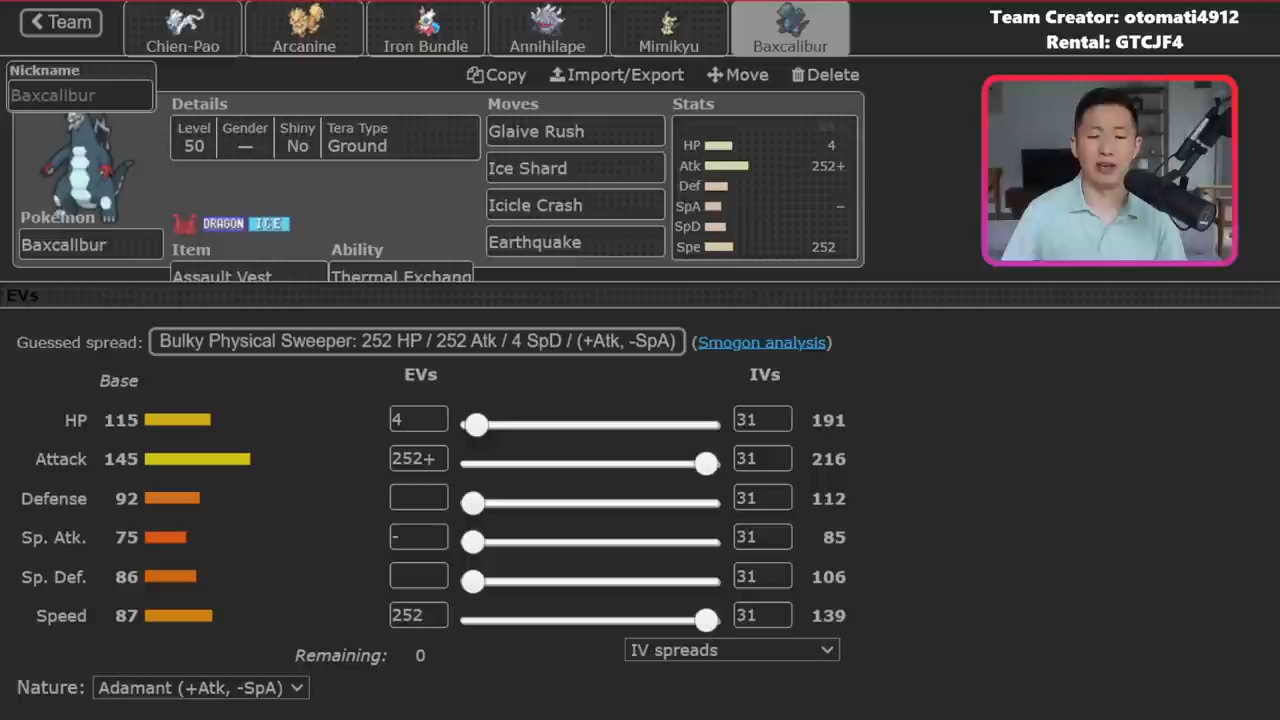 Team
Chien-Pao
Arcanine
Iron Bundle
Annihilape
Mimikyu
Baxcalibur
Team Creator: otomati4912
Rental: GTCJF4
Nickname
Baxcalibur
Copy
Import/Export
Move
Delete
Details
Level
50
Gender
—
Shiny
No
Tera Type
Ground
Moves
Glaive Rush
Ice Shard
Icicle Crash
Earthquake
Stats
HP 4
Atk 252+
Def
SpA –
SpD
Spe 252
Pokémon
Baxcalibur
DRAGON ICE
Item
Assault Vest
Ability
Thermal Exchang
EVs
Guessed spread: Bulky Physical Sweeper: 252 HP / 252 Atk / 4 SpD / (+Atk, -SpA) (Smogon analysis)
Base EVs IVs
HP 115 4 31 191
Attack 145 252+ 31 216
Defense 92 31 112
Sp. Atk. 75 - 31 85
Sp. Def. 86 31 106
Speed 87 252 31 139
Remaining: 0
IV spreads
Nature: Adamant (+Atk, -SpA)